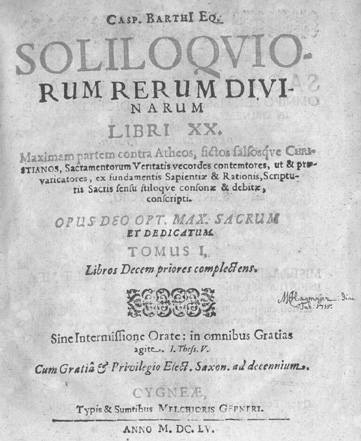 CASP. BARTHI EQ.
SOLILOQVIO-
RUM RERUM DIVI-
NARUM
LIBRI XX.
Maximam partem contra Atheos, fictos falsosqve CHRI-
STIANOS, Sacramentorum Veritatis vecordes contemtores, ut & præ-
varicatores, ex fundamentis Sapientiæ & Rationis, Scriptu-
ris Sacris sensu stiloqve consonæ & debitæ,
conscripti.
OPUS DEO OPT. MAX. SACRUM
ET DEDICATUM.
TOMUS I.
Libros Decem priores complectens.
Sine Intermissione Orate: in omnibus Gratias
agite. I. Thess. V.
Cum Gratiâ & Privilegio Elect. Saxon. ad decennium.
CYGNEÆ,
Typis & Sumtibus MELCHIORIS GEPNERI.
ANNO M. DC. LV.